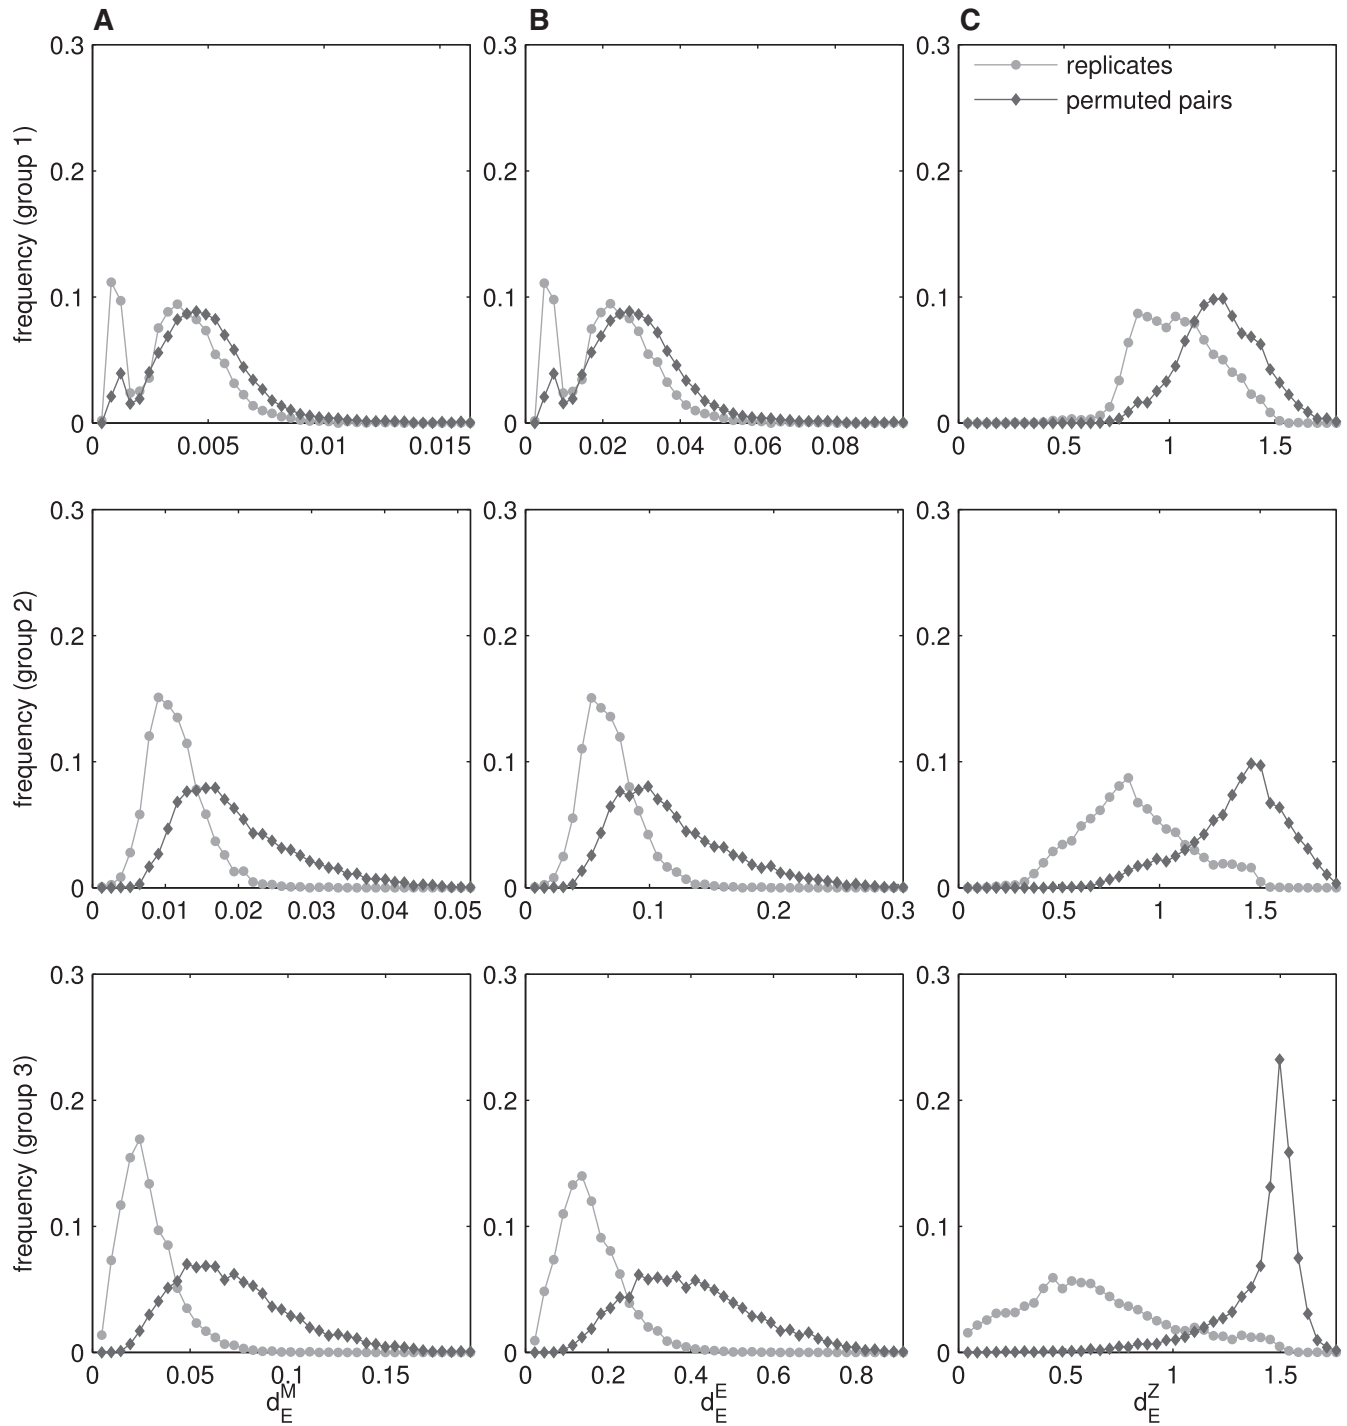 A B C
0.3 0.3 0.3
replicates
permuted pairs
0.2 0.2 0.2
frequency (group 1)
0.1 0.1 0.1
0 0 0
0 0.005 0.01 0.015 0 0.02 0.04 0.06 0.08 0 0.5 1 1.5
0.3 0.3 0.3
0.2 0.2 0.2
frequency (group 2)
0.1 0.1 0.1
0 0 0
0 0.01 0.02 0.03 0.04 0.05 0 0.1 0.2 0.3 0 0.5 1 1.5
0.3 0.3 0.3
0.2 0.2 0.2
frequency (group 3)
0.1 0.1 0.1
0 0 0
0 0.05 0.1 0.15 0 0.2 0.4 0.6 0.8 0 0.5 1 1.5
d_E^M d_E^E d_E^Z